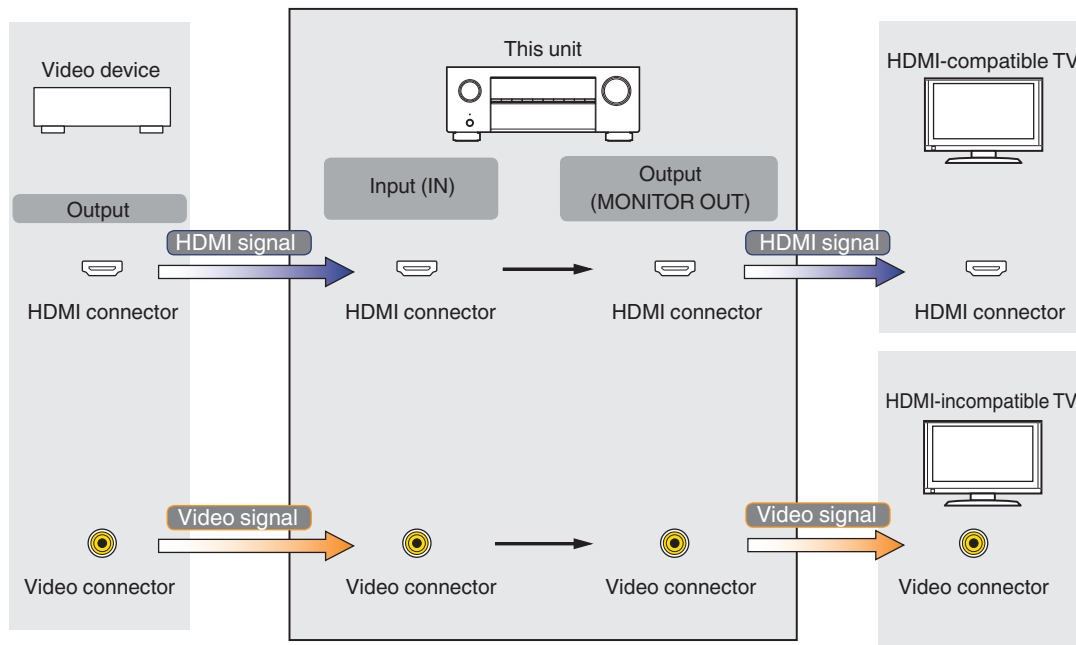 This unit
Video device
HDMI-compatible TV
Input (IN)
Output
(MONITOR OUT)
Output
HDMI signal
HDMI signal
HDMI connector
HDMI connector
HDMI connector
HDMI connector
HDMI-incompatible TV
Video signal
Video signal
Video connector
Video connector
Video connector
Video connector